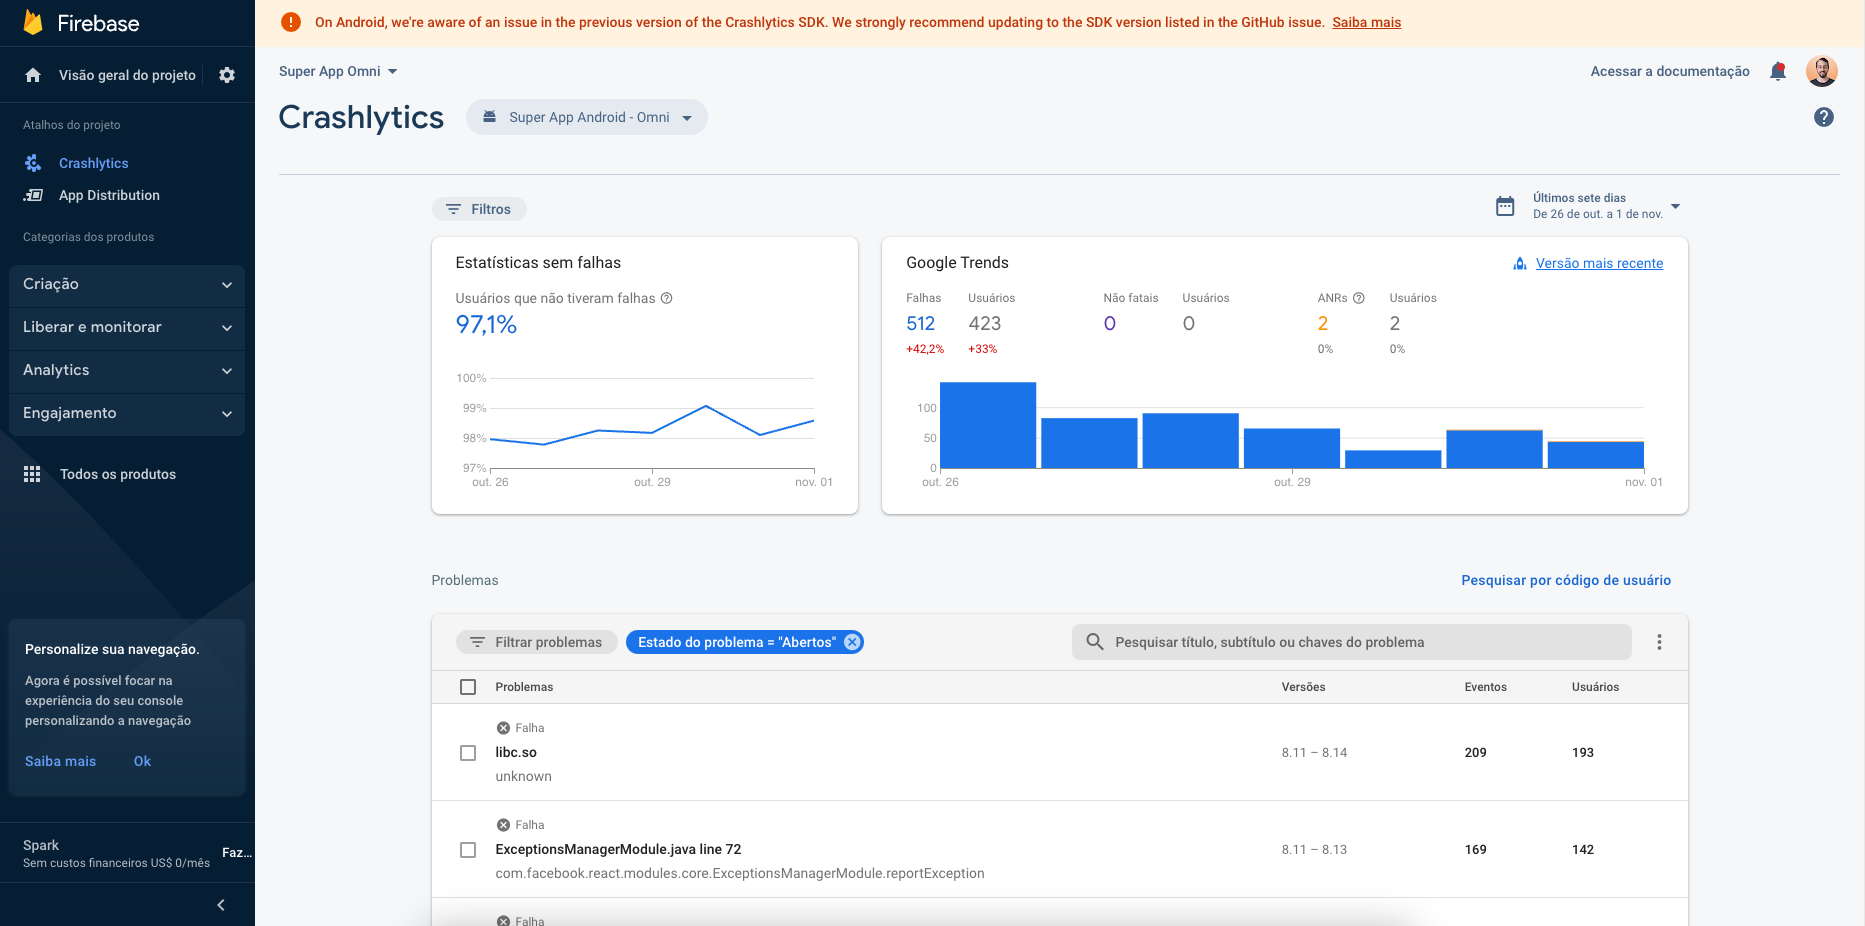 Firebase
On Android, we're aware of an issue in the previous version of the Crashlytics SDK. We strongly recommend updating to the SDK version listed in the GitHub issue. Saiba mais
Visão geral do projeto
Atalhos do projeto
Crashlytics
App Distribution
Categorias dos produtos
Criação
Liberar e monitorar
Analytics
Engajamento
Todos os produtos
Personalize sua navegação.
Agora é possível focar na
experiência do seu console
personalizando a navegação
Saiba mais Ok
Spark
Sem custos financeiros US$ 0/mês
Faz...
Super App Omni
Acessar a documentação
Crashlytics
Super App Android - Omni
Filtros
Últimos sete dias
De 26 de out. a 1 de nov.
Estatísticas sem falhas
Usuários que não tiveram falhas
97,1%
100%
99%
98%
97%
out. 26 out. 29 nov. 01
Google Trends
Versão mais recente
Falhas Usuários Não fatais Usuários ANRs Usuários
512 423 0 0 2 2
+42,2% +33% 0% 0%
100
50
0
out. 26 out. 29 nov. 01
Problemas
Pesquisar por código de usuário
Filtrar problemas
Estado do problema = "Abertos"
Pesquisar título, subtítulo ou chaves do problema
Problemas Versões Eventos Usuários
Falha
libc.so 8.11 – 8.14 209 193
unknown
Falha
ExceptionsManagerModule.java line 72 8.11 – 8.13 169 142
com.facebook.react.modules.core.ExceptionsManagerModule.reportException
Falha